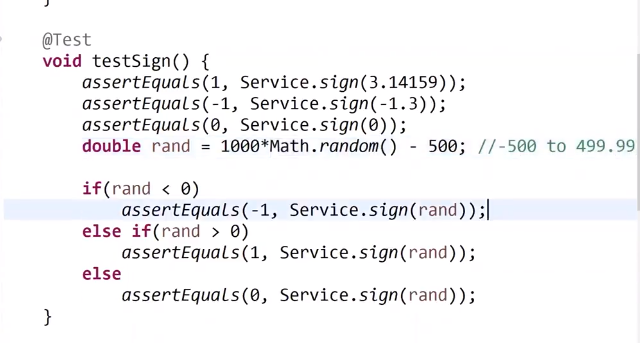 }
@Test
void testSign() {
assertEquals(1, Service.sign(3.14159));
assertEquals(-1, Service.sign(-1.3));
assertEquals(0, Service.sign(0));
double rand = 1000*Math.random() - 500; //-500 to 499.99
if(rand < 0)
assertEquals(-1, Service.sign(rand));
else if(rand > 0)
assertEquals(1, Service.sign(rand));
else
assertEquals(0, Service.sign(rand));
}